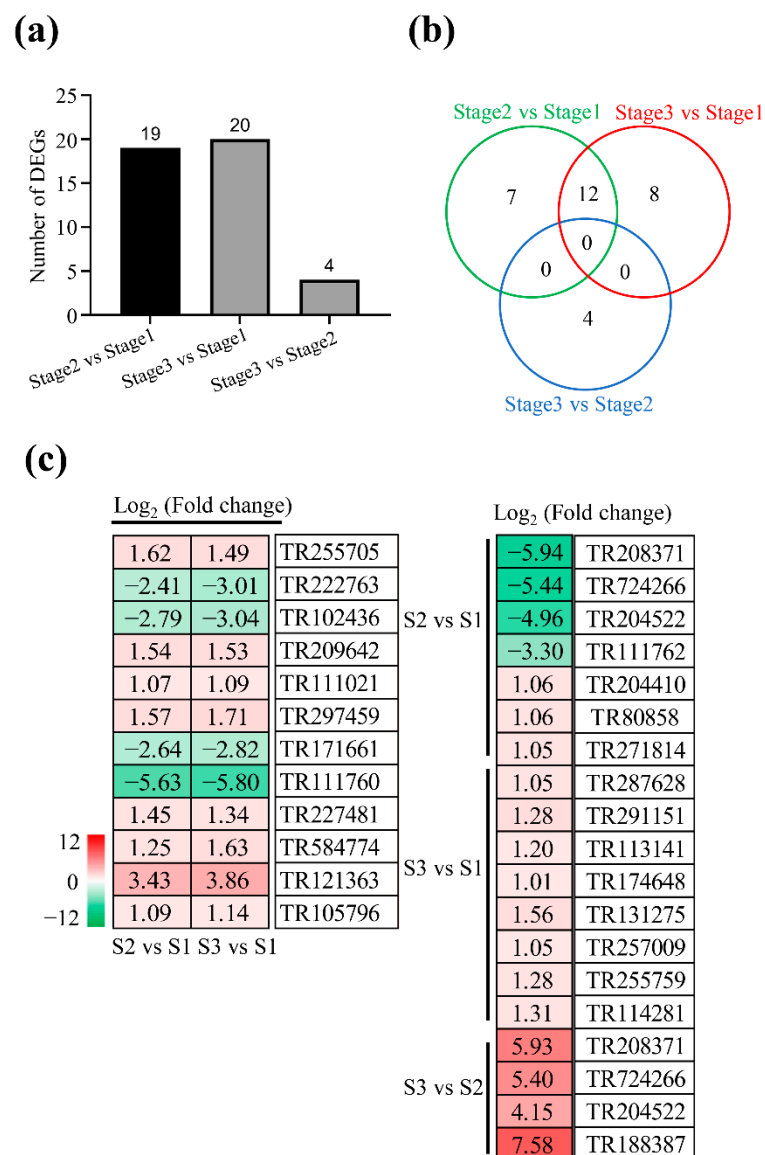 (a)
25
20
15
10
5
0
Number of DEGs
19
20
4
Stage2 vs Stage1
Stage3 vs Stage1
Stage3 vs Stage2
(b)
Stage2 vs Stage1
Stage3 vs Stage1
7
12
8
0
0
0
4
Stage3 vs Stage2
(c)
Log₂ (Fold change)
1.62 1.49 TR255705
−2.41 −3.01 TR222763
−2.79 −3.04 TR102436
1.54 1.53 TR209642
1.07 1.09 TR111021
1.57 1.71 TR297459
−2.64 −2.82 TR171661
−5.63 −5.80 TR111760
1.45 1.34 TR227481
1.25 1.63 TR584774
3.43 3.86 TR121363
1.09 1.14 TR105796
S2 vs S1 S3 vs S1
12
0
−12
Log₂ (Fold change)
S2 vs S1
−5.94 TR208371
−5.44 TR724266
−4.96 TR204522
−3.30 TR111762
1.06 TR204410
1.06 TR80858
1.05 TR271814
S3 vs S1
1.05 TR287628
1.28 TR291151
1.20 TR113141
1.01 TR174648
1.56 TR131275
1.05 TR257009
1.28 TR255759
1.31 TR114281
S3 vs S2
5.93 TR208371
5.40 TR724266
4.15 TR204522
7.58 TR188387